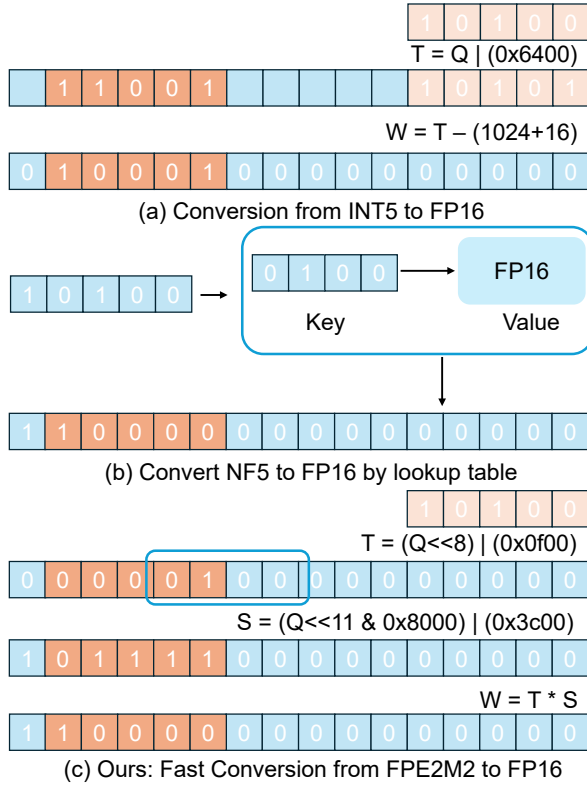 1 0 1 0 0
T = Q | (0x6400)
1 1 0 0 1 1 0 1 0 1
W = T – (1024+16)
0 1 0 0 0 1 0 0 0 0 0 0 0 0 0 0
(a) Conversion from INT5 to FP16
0 1 0 0 FP16
1 0 1 0 0
Key Value
1 1 0 0 0 0 0 0 0 0 0 0 0 0 0 0
(b) Convert NF5 to FP16 by lookup table
1 0 1 0 0
T = (Q<<8) | (0x0f00)
0 0 0 0 0 1 0 0 0 0 0 0 0 0 0 0
S = (Q<<11 & 0x8000) | (0x3c00)
1 0 1 1 1 1 0 0 0 0 0 0 0 0 0 0
W = T * S
1 1 0 0 0 0 0 0 0 0 0 0 0 0 0 0
(c) Ours: Fast Conversion from FPE2M2 to FP16